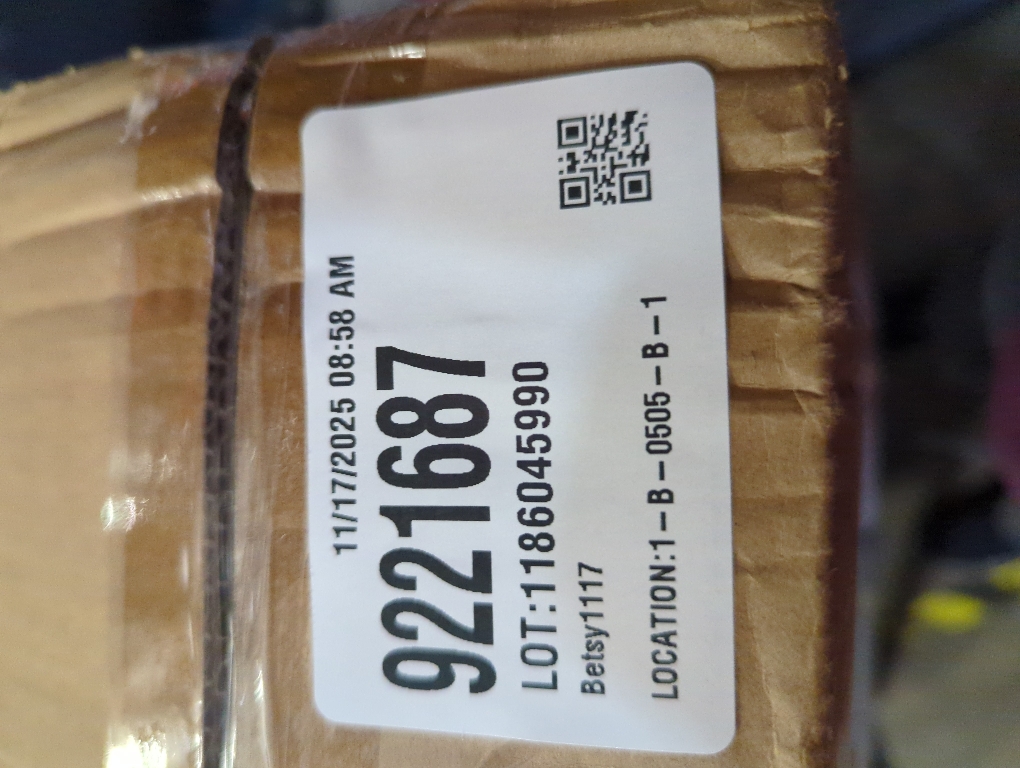 11/17/2025 08:58 AM
9221687
LOT:1186045990
Betsy1117
LOCATION:1-B-0505-B-1